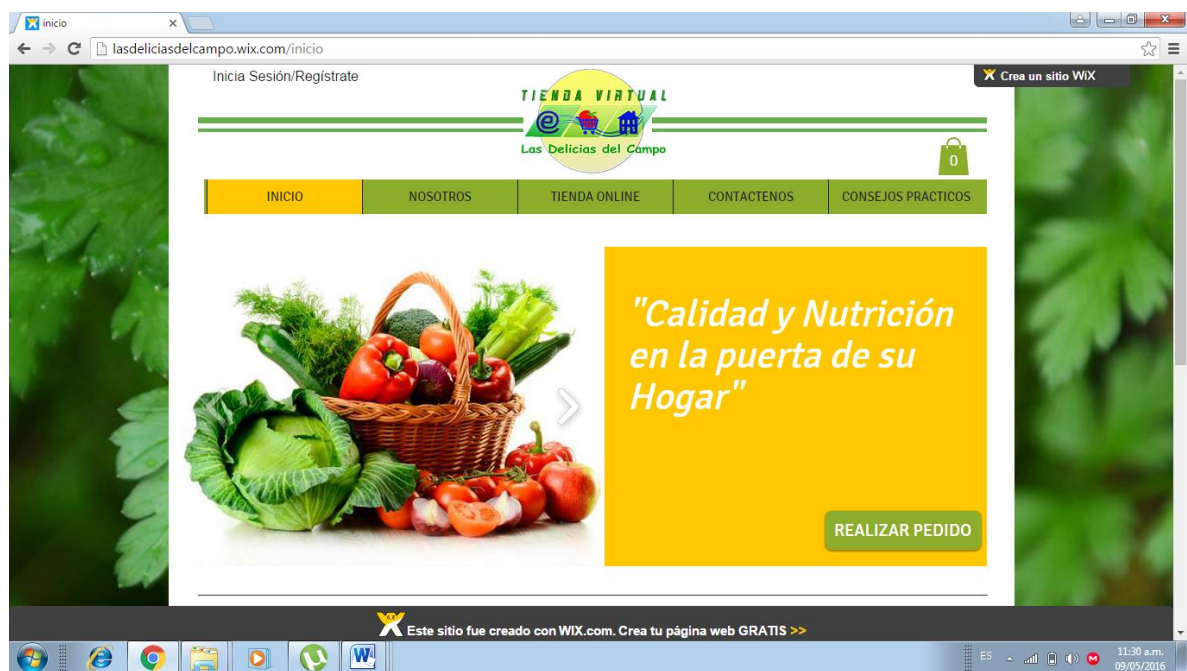 inicio
lasdeliciasdelcampo.wix.com/inicio
Inicia Sesión/Regístrate
Crea un sitio WiX
TIENDA VIRTUAL
@
Las Delicias del Campo
0
INICIO
NOSOTROS
TIENDA ONLINE
CONTACTENOS
CONSEJOS PRACTICOS
"Calidad y Nutrición
en la puerta de su
Hogar"
REALIZAR PEDIDO
Este sitio fue creado con WIX.com. Crea tu página web GRATIS >>
ES
11:30 a.m.
09/05/2016